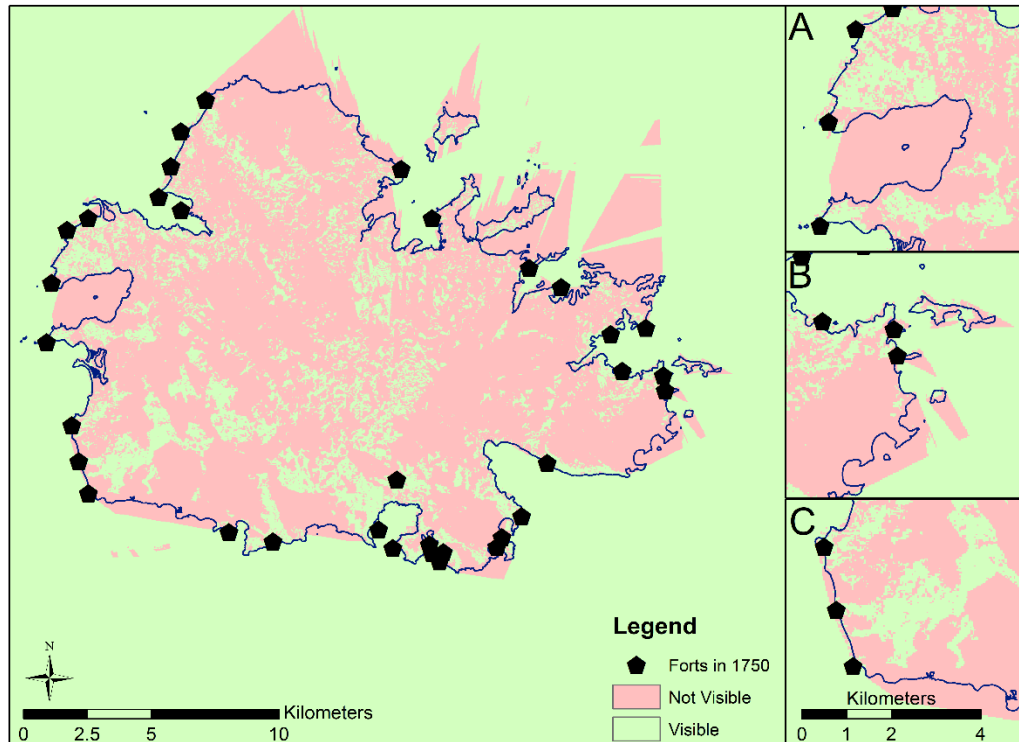 A
B
C
N
Legend
Forts in 1750
Not Visible
Visible
Kilometers
0 2.5 5 10
Kilometers
0 1 2 4